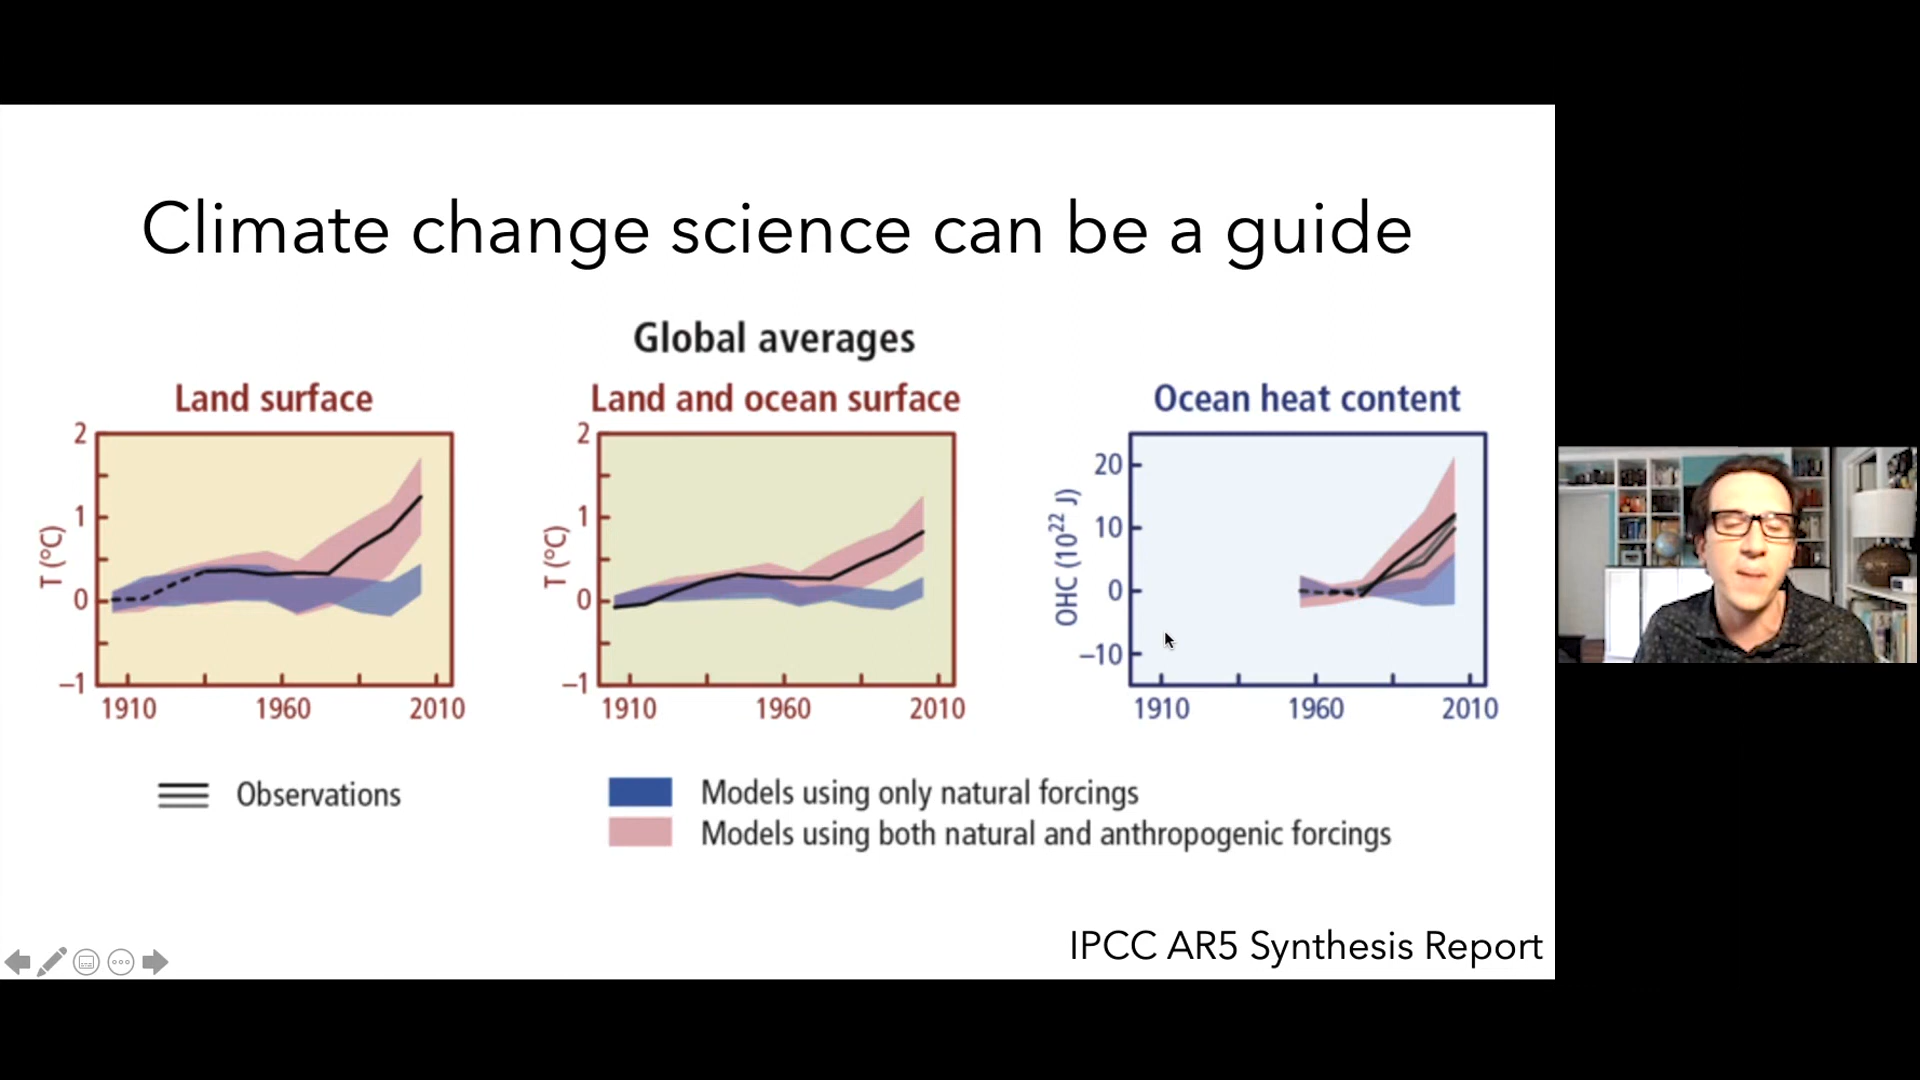 Climate change science can be a guide
Global averages
Land surface
Land and ocean surface
Ocean heat content
2
1
0
−1
T (°C)
1910
1960
2010
2
1
0
−1
T (°C)
1910
1960
2010
20
10
0
−10
OHC (10²² J)
1910
1960
2010
Observations
Models using only natural forcings
Models using both natural and anthropogenic forcings
IPCC AR5 Synthesis Report